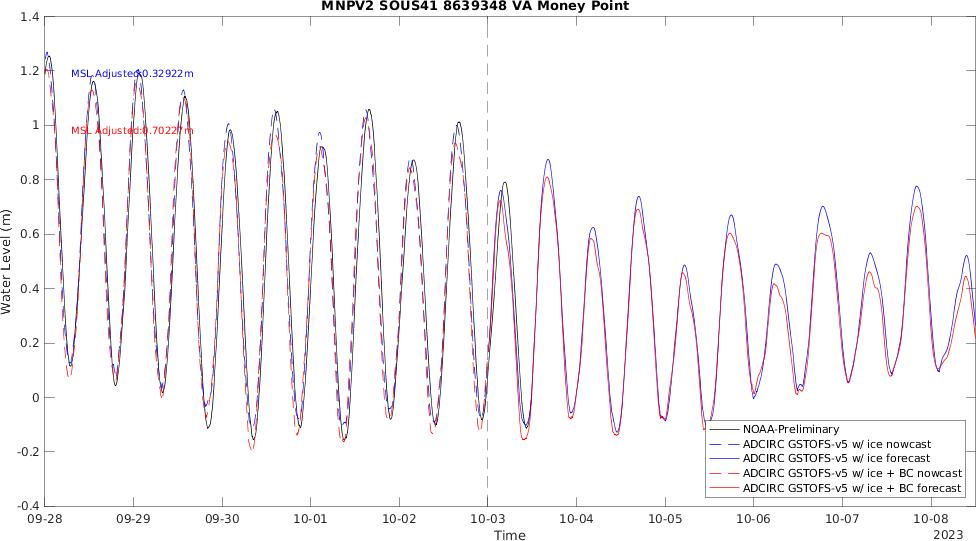 MNPV2 SOUS41 8639348 VA Money Point
1.4
1.2
1
0.8
0.6
0.4
0.2
0
-0.2
-0.4
Water Level (m)
MSL Adjusted:0.32922m
MSL Adjusted:0.70227m
NOAA-Preliminary
ADCIRC GSTOFS-v5 w/ ice nowcast
ADCIRC GSTOFS-v5 w/ ice forecast
ADCIRC GSTOFS-v5 w/ ice + BC nowcast
ADCIRC GSTOFS-v5 w/ ice + BC forecast
09-28 09-29 09-30 10-01 10-02 10-03 10-04 10-05 10-06 10-07 10-08
Time
2023